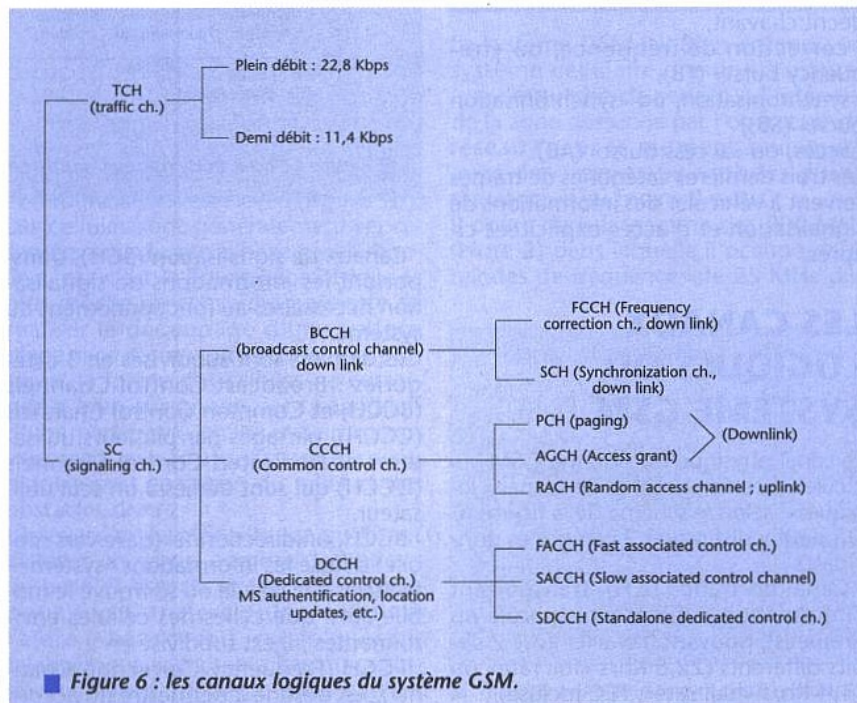 Plein débit : 22,8 Kbps
TCH
(traffic ch.)
Demi débit : 11,4 Kbps
FCCH (Frequency
correction ch., down link)
BCCH
(broadcast control channel)
down link
SCH (Synchronization ch.,
down link)
PCH (paging)
(Downlink)
SC
(signaling ch.)
CCCH
(Common control ch.)
AGCH (Access grant)
RACH (Random access channel ; uplink)
DCCH
(Dedicated control ch.)
MS authentification, location
updates, etc.)
FACCH (Fast associated control ch.)
SACCH (Slow associated control channel)
SDCCH (Standalone dedicated control ch.)
Figure 6 : les canaux logiques du système GSM.